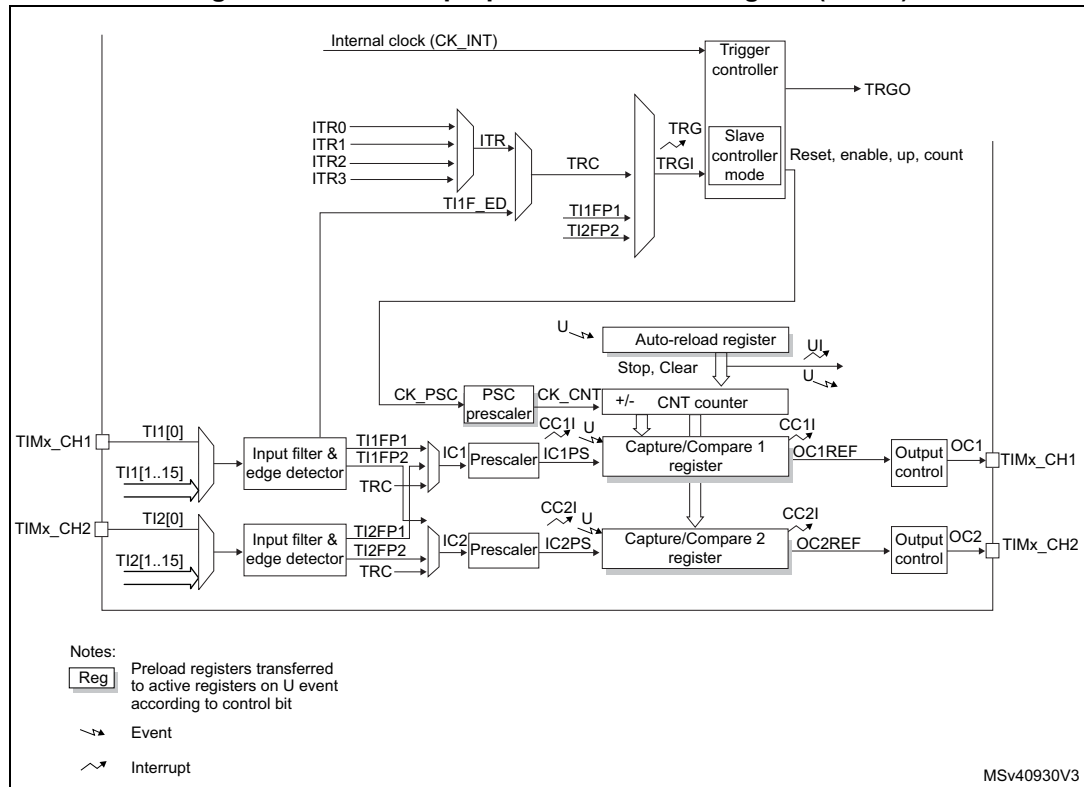 Internal clock (CK_INT)
Trigger
controller
TRGO
ITR0
ITR1
ITR2
ITR3
ITR
TRC
TRG
TRGI
Slave
controller
mode
Reset, enable, up, count
TI1F_ED
TI1FP1
TI2FP2
U
Auto-reload register
UI
Stop, Clear
U
CK_PSC
PSC
prescaler
CK_CNT
+/-
CNT counter
TIMx_CH1
TI1[0]
TI1[1..15]
Input filter &
edge detector
TI1FP1
TI1FP2
TRC
IC1
Prescaler
CC1I
IC1PS
U
Capture/Compare 1
register
CC1I
OC1REF
Output
control
OC1
TIMx_CH1
TIMx_CH2
TI2[0]
TI2[1..15]
Input filter &
edge detector
TI2FP1
TI2FP2
TRC
IC2
Prescaler
CC2I
IC2PS
U
Capture/Compare 2
register
CC2I
OC2REF
Output
control
OC2
TIMx_CH2
Notes:
Reg
Preload registers transferred
to active registers on U event
according to control bit
Event
Interrupt
MSv40930V3